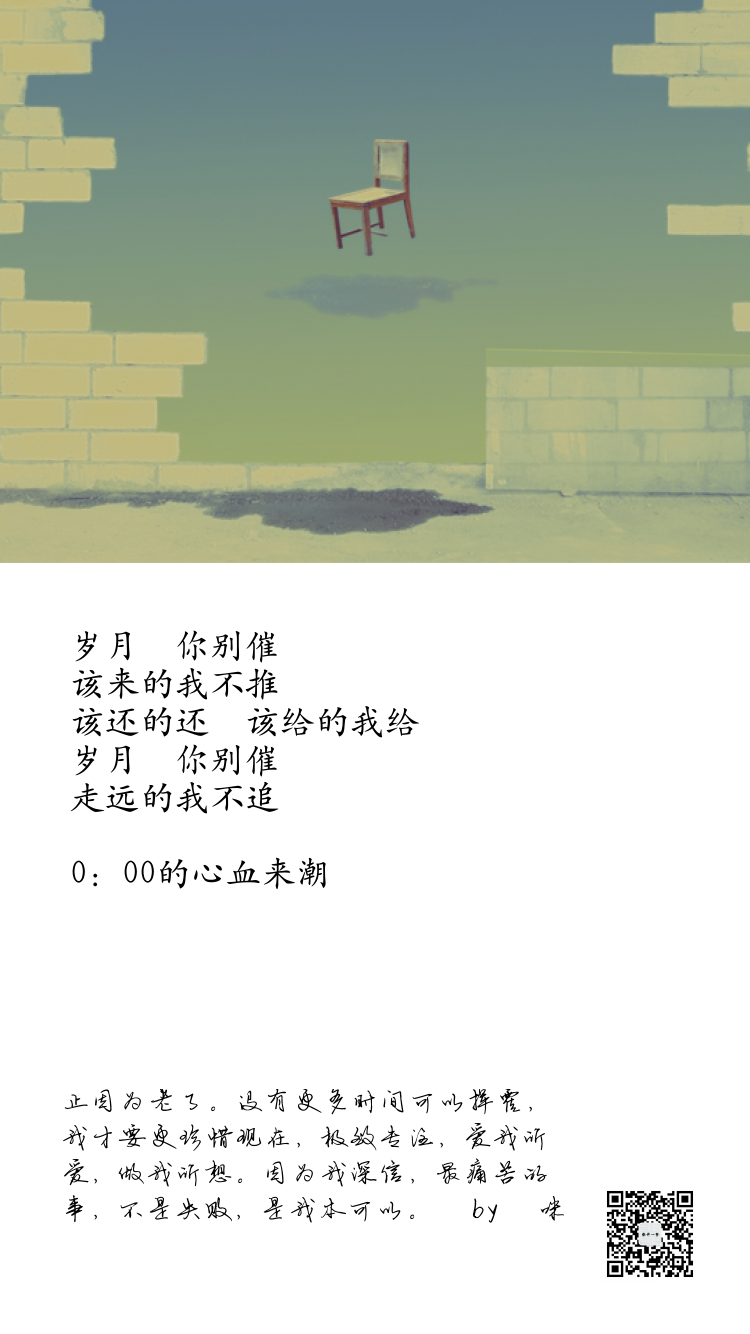 岁月　你别催
该来的我不推
该还的还　该给的我给
岁月　你别催
走远的我不追
0：00的心血来潮
正因为老了。没有更多时间可以挥霍，
我才要更珍惜现在，极致专注，爱我所
爱，做我所想。因为我深信，最痛苦的
事，不是失败，是我本可以。　by　咪